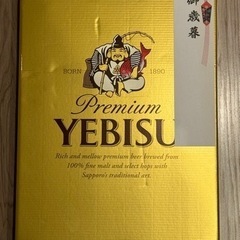 御歳暮
BORN 1890
Premium
YEBISU
Rich and mellow premium beer brewed from
100% fine malt and select hops with
Sapporo's traditional art.